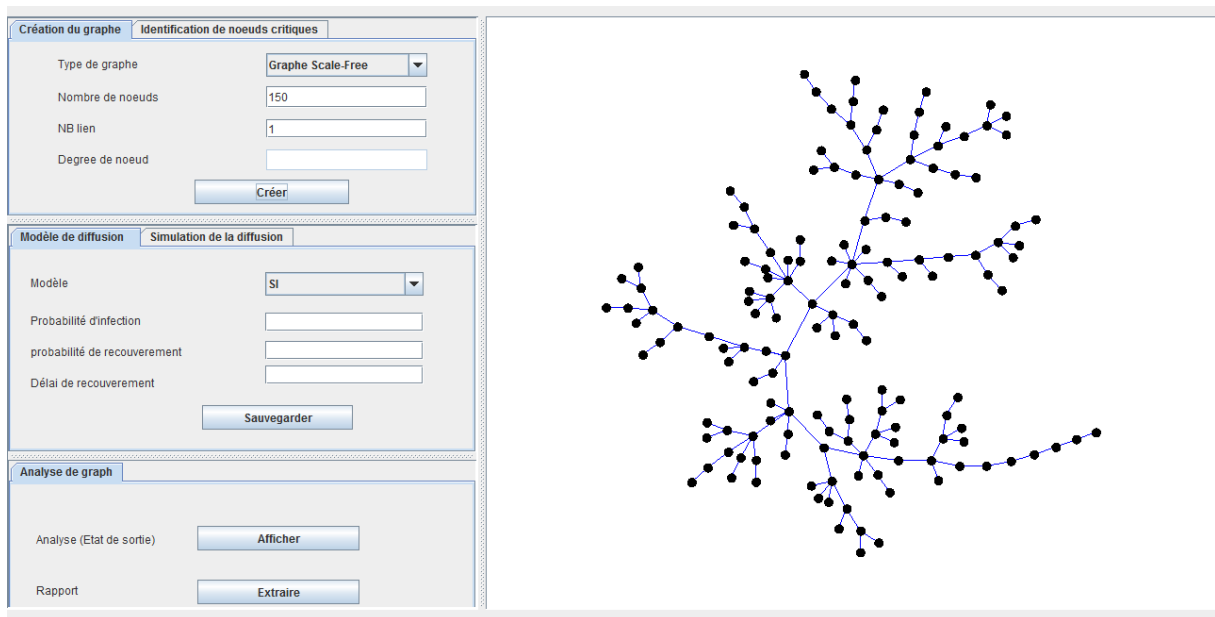 Création du graphe Identification de noeuds critiques
Type de graphe Graphe Scale-Free
Nombre de noeuds 150
NB lien 1
Degree de noeud
Créer
Modèle de diffusion Simulation de la diffusion
Modèle SI
Probabilité d'infection
probabilité de recouverement
Délai de recouverement
Sauvegarder
Analyse de graph
Analyse (Etat de sortie) Afficher
Rapport Extraire